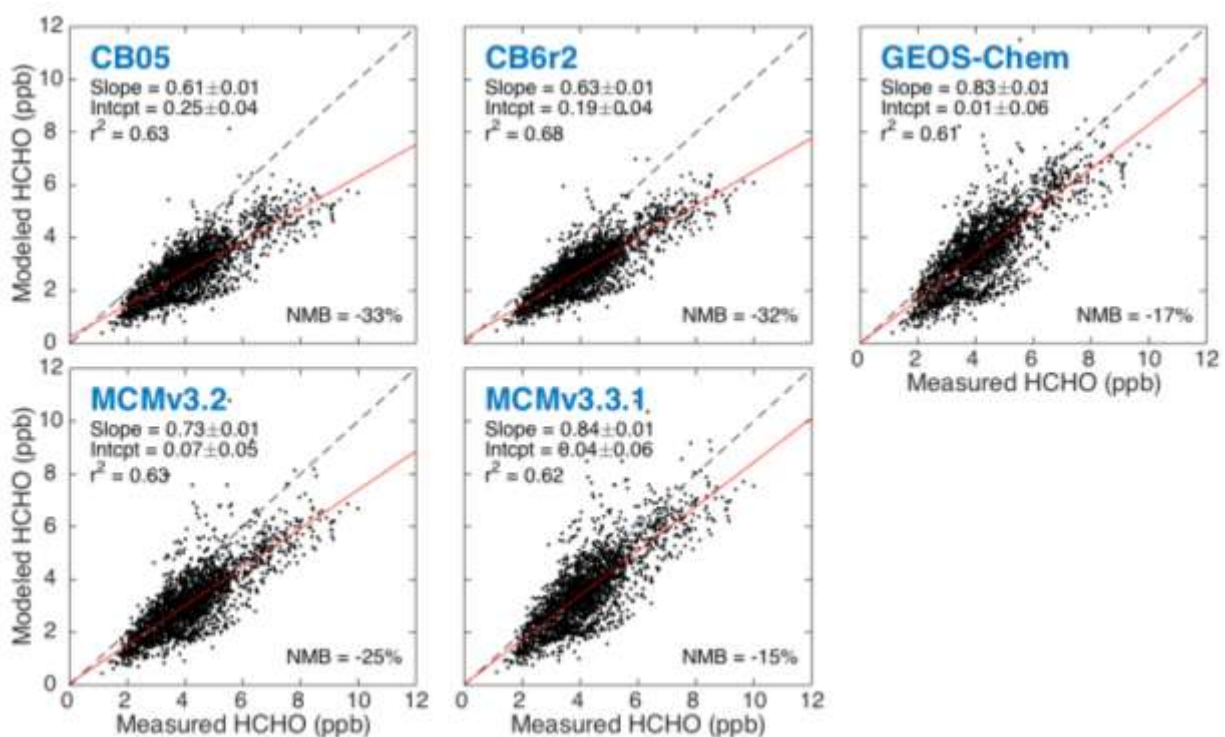 12
10
8
6
4
2
0
Modeled HCHO (ppb)
CB05
Slope = 0.61±0.01
Intcpt = 0.25±0.04
r² = 0.63
NMB = -33%
CB6r2
Slope = 0.63±0.01
Intcpt = 0.19±0.04
r² = 0.68
NMB = -32%
12
10
8
6
4
2
0
GEOS-Chem
Slope = 0.83±0.01
Intcpt = 0.01±0.06
r² = 0.61
NMB = -17%
0 2 4 6 8 10 12
Measured HCHO (ppb)
12
10
8
6
4
2
0
Modeled HCHO (ppb)
MCMv3.2
Slope = 0.73±0.01
Intcpt = 0.07±0.05
r² = 0.63
NMB = -25%
0 2 4 6 8 10 12
Measured HCHO (ppb)
MCMv3.3.1
Slope = 0.84±0.01
Intcpt = 0.04±0.06
r² = 0.62
NMB = -15%
0 2 4 6 8 10 12
Measured HCHO (ppb)